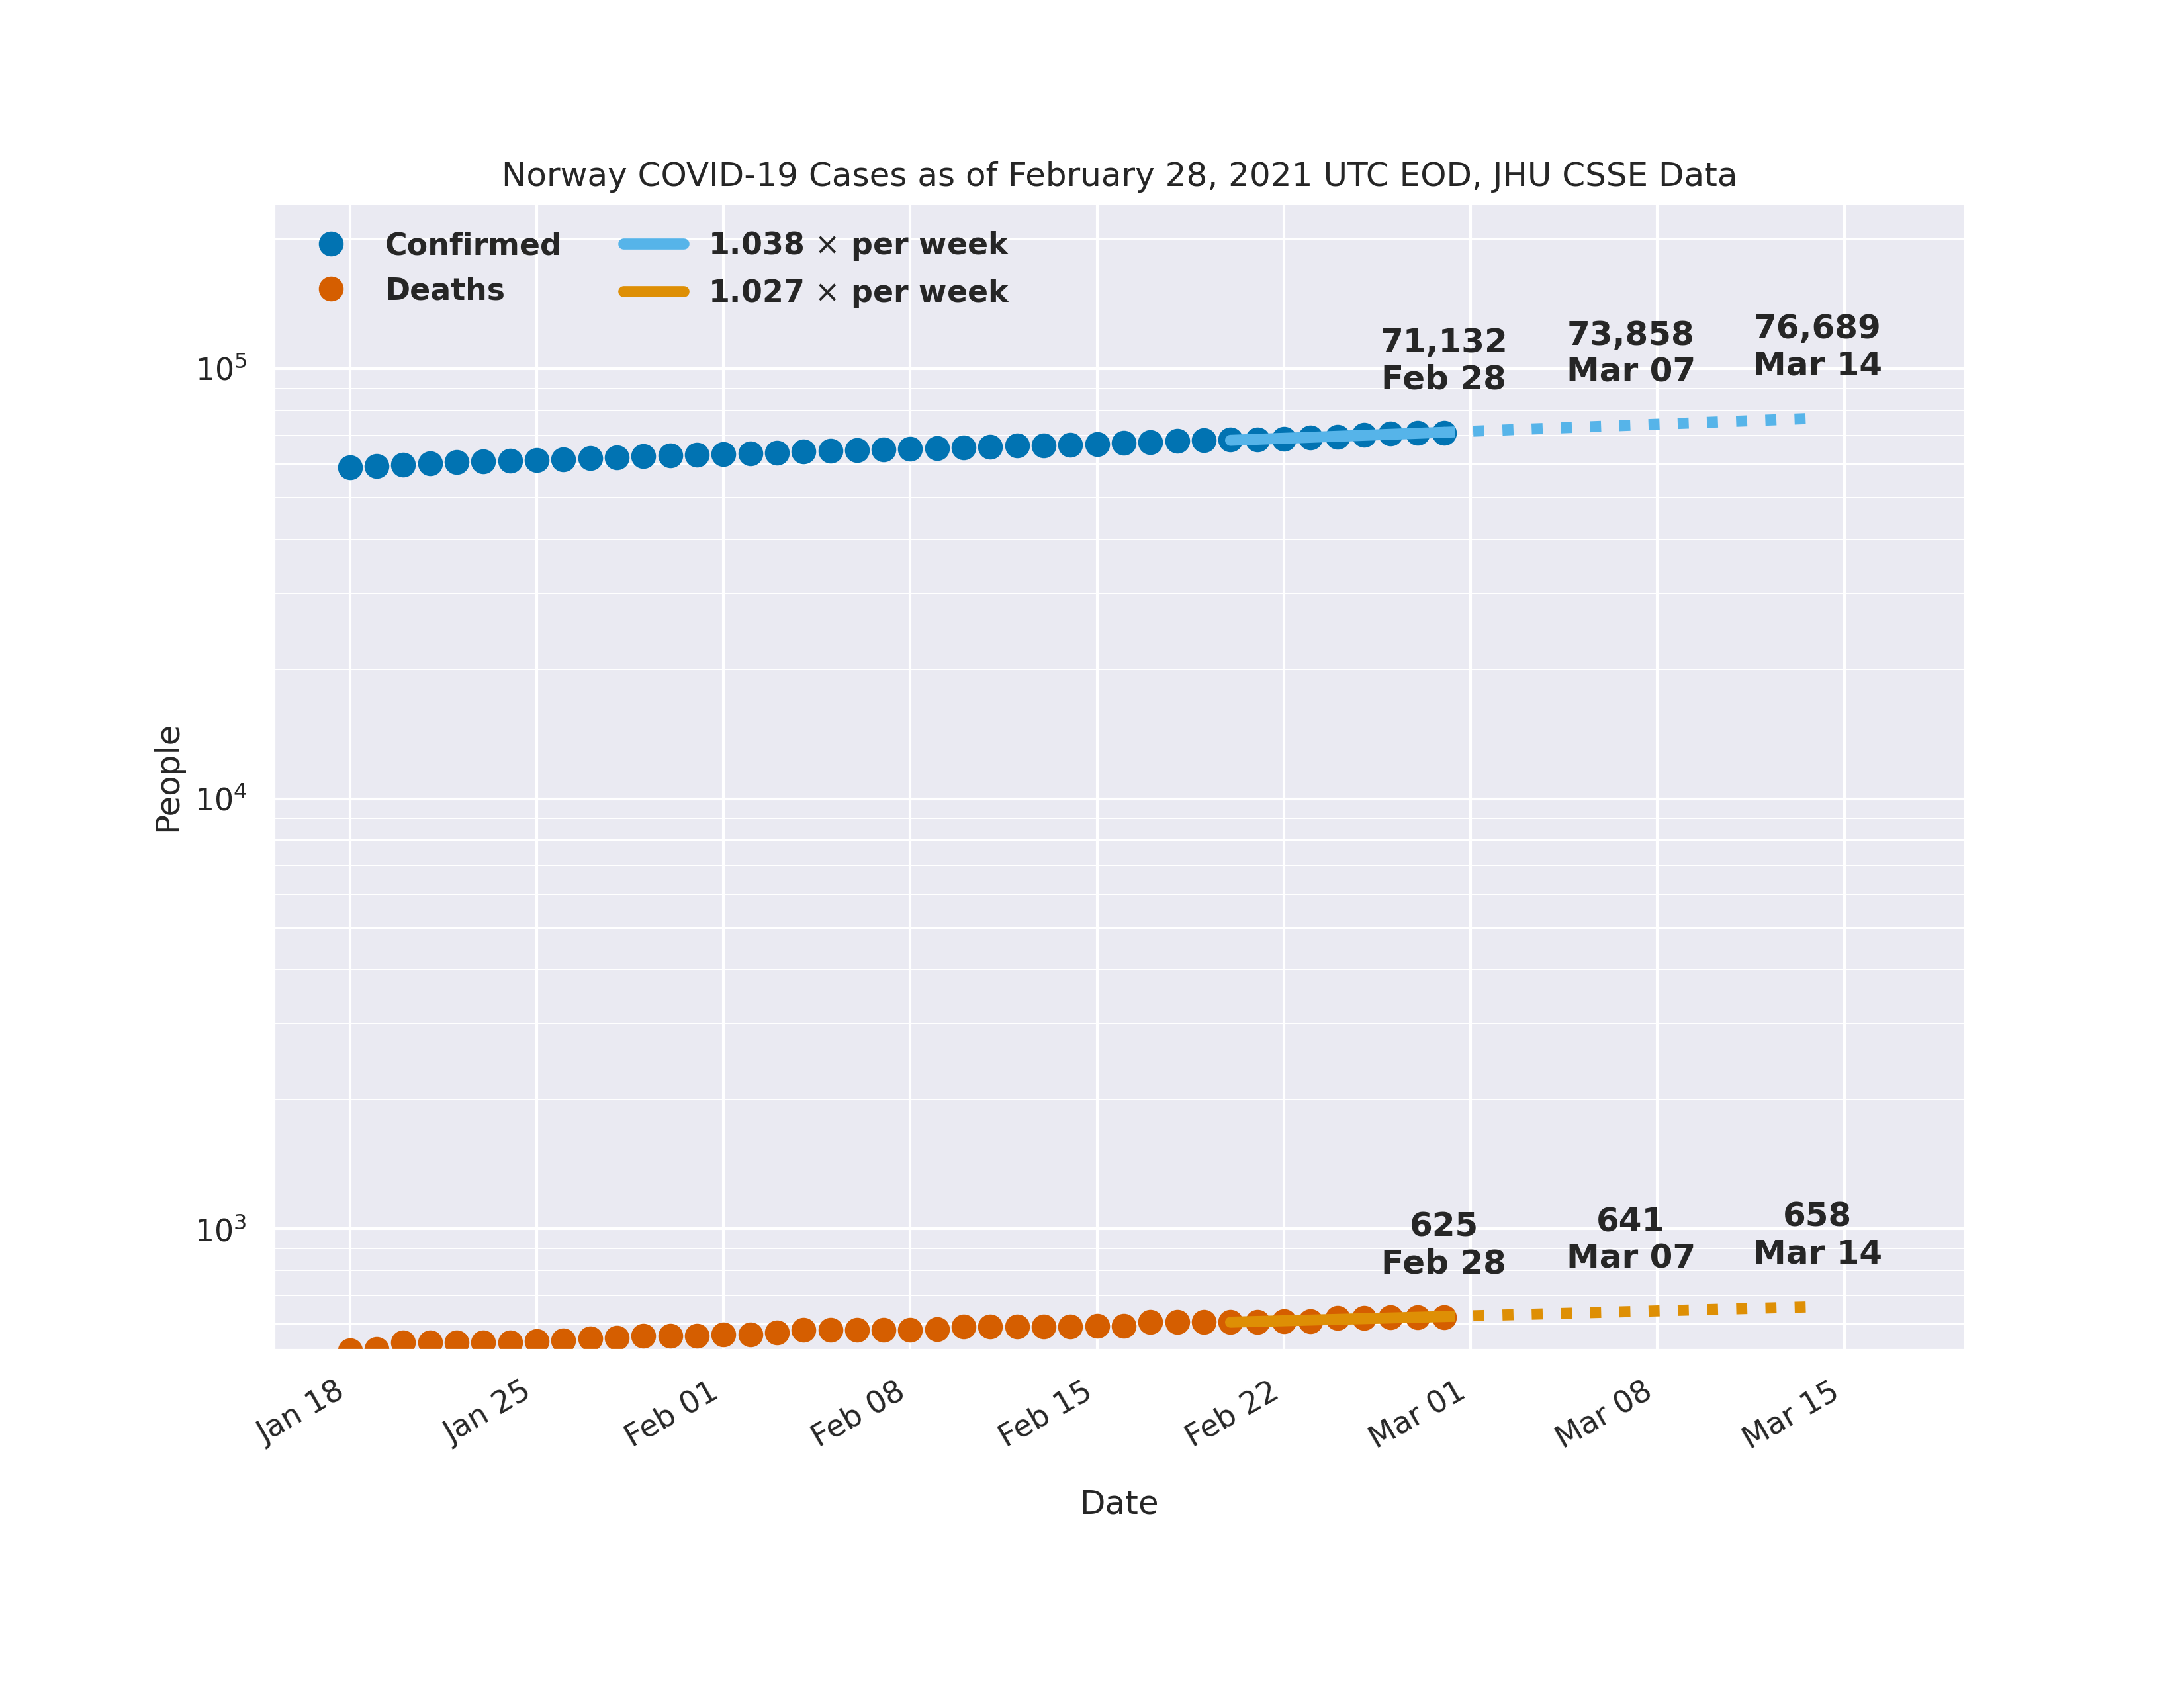 Norway COVID-19 Cases as of February 28, 2021 UTC EOD, JHU CSSE Data
Confirmed
Deaths
1.038 × per week
1.027 × per week
71,132
Feb 28
73,858
Mar 07
76,689
Mar 14
10⁵
10⁴
10³
People
625
Feb 28
641
Mar 07
658
Mar 14
Jan 18
Jan 25
Feb 01
Feb 08
Feb 15
Feb 22
Mar 01
Mar 08
Mar 15
Date